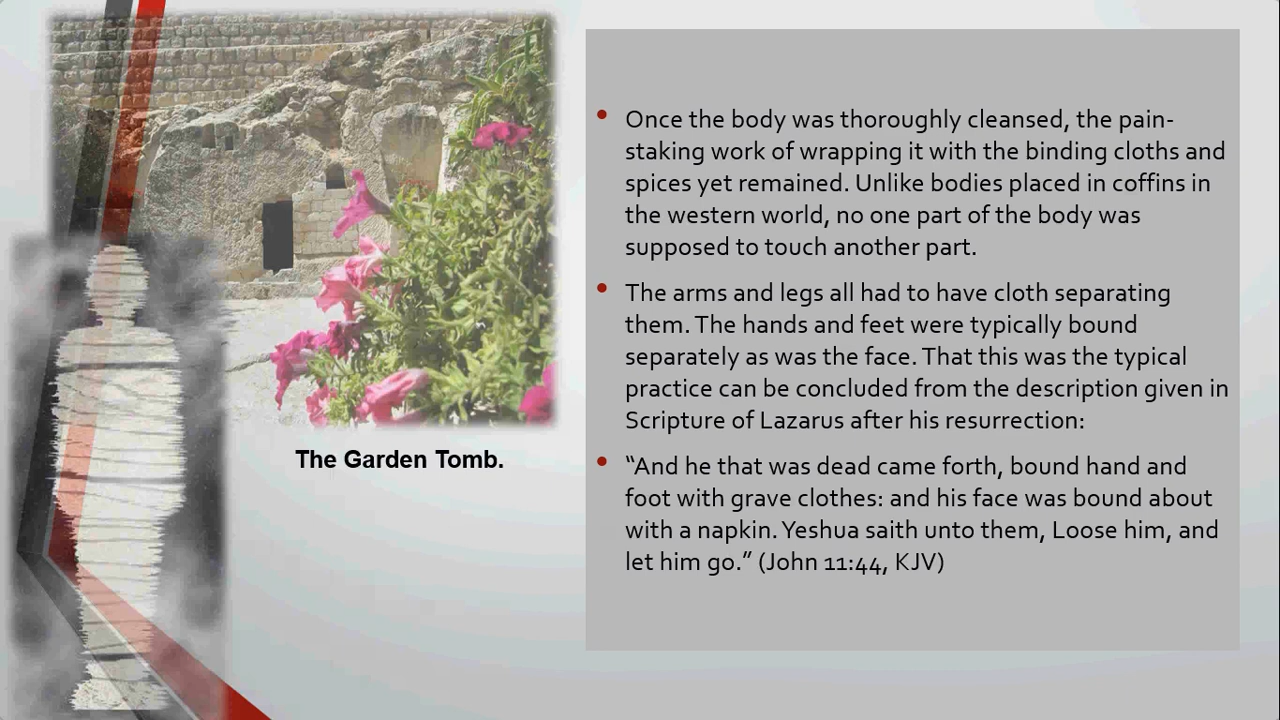 • Once the body was thoroughly cleansed, the pain-
staking work of wrapping it with the binding cloths and
spices yet remained. Unlike bodies placed in coffins in
the western world, no one part of the body was
supposed to touch another part.
• The arms and legs all had to have cloth separating
them. The hands and feet were typically bound
separately as was the face. That this was the typical
practice can be concluded from the description given in
Scripture of Lazarus after his resurrection:
• “And he that was dead came forth, bound hand and
foot with grave clothes: and his face was bound about
with a napkin. Yeshua saith unto them, Loose him, and
let him go.” (John 11:44, KJV)
The Garden Tomb.